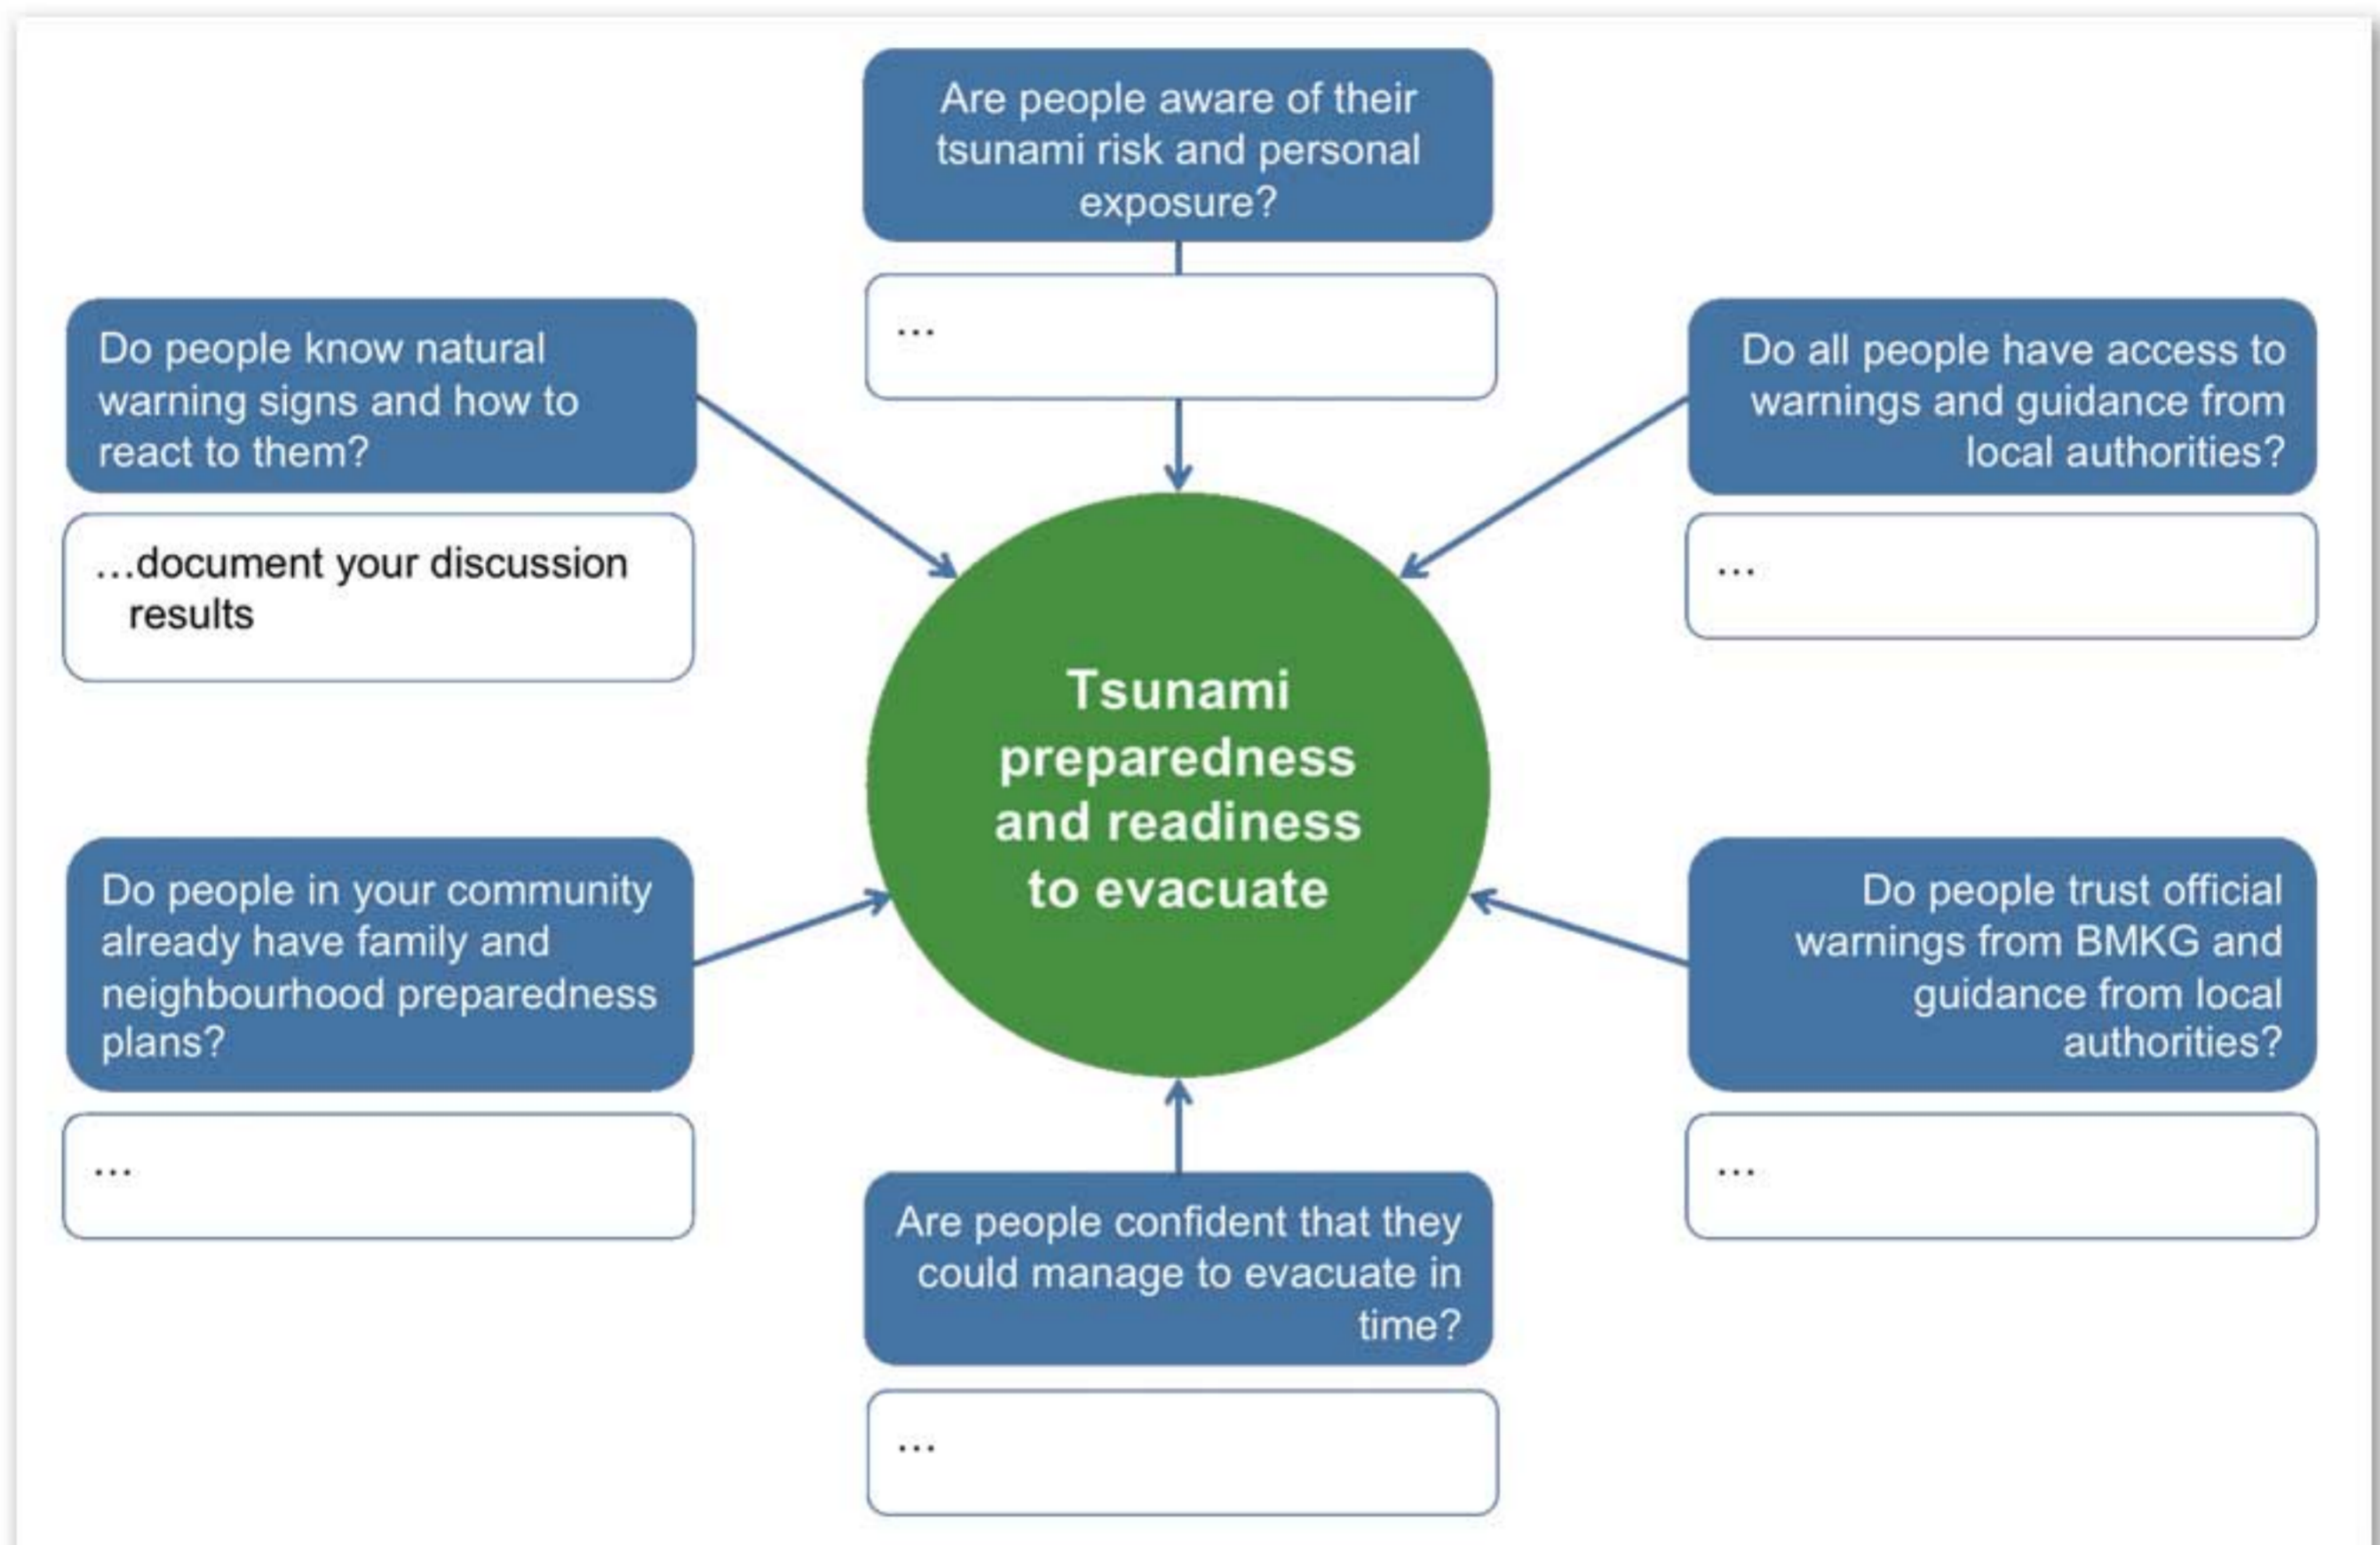 Are people aware of their
tsunami risk and personal
exposure?
...
Do people know natural
warning signs and how to
react to them?
...document your discussion
results
Do all people have access to
warnings and guidance from
local authorities?
...
Tsunami
preparedness
and readiness
to evacuate
Do people in your community
already have family and
neighbourhood preparedness
plans?
...
Do people trust official
warnings from BMKG and
guidance from local
authorities?
...
Are people confident that they
could manage to evacuate in
time?
...